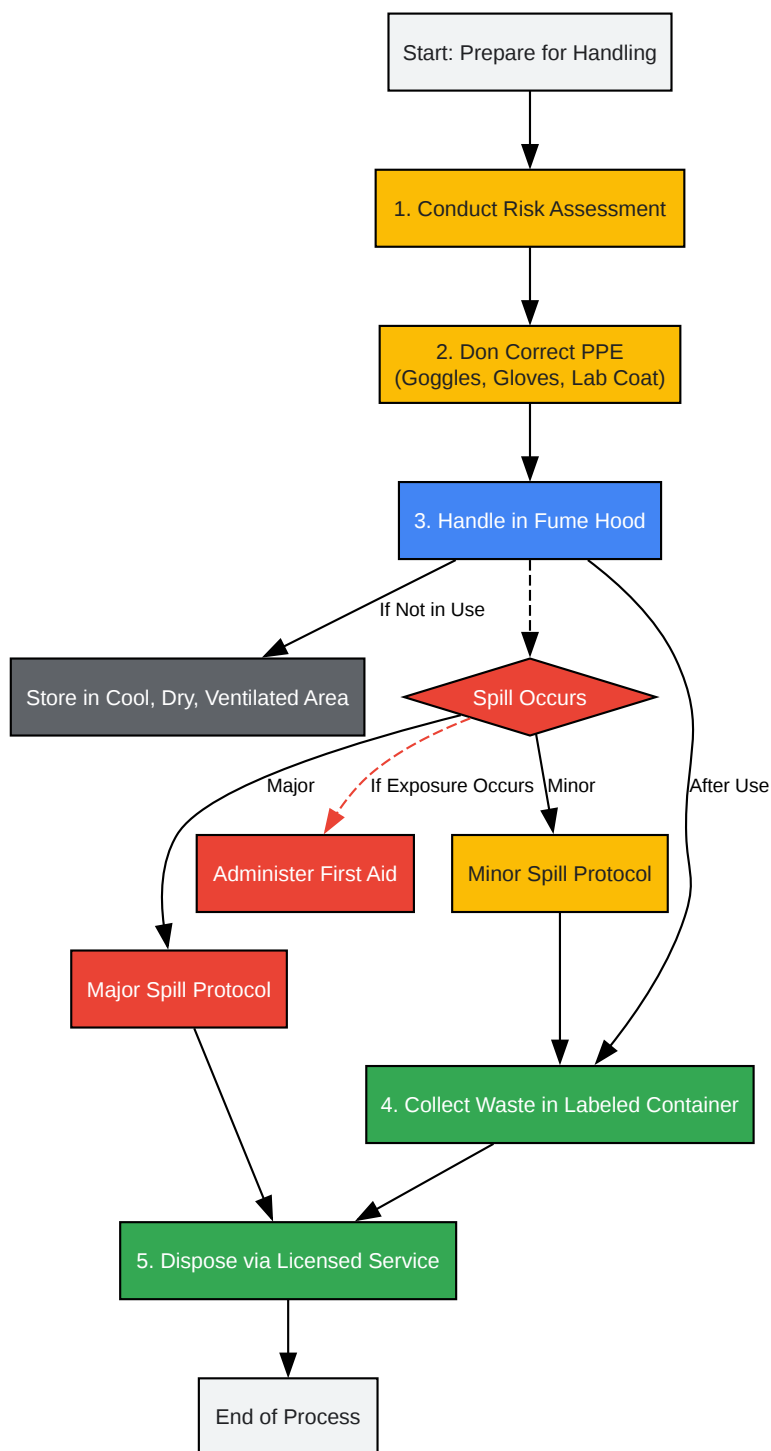 Start: Prepare for Handling
1. Conduct Risk Assessment
2. Don Correct PPE
(Goggles, Gloves, Lab Coat)
3. Handle in Fume Hood
If Not in Use
Store in Cool, Dry, Ventilated Area
Spill Occurs
Major
If Exposure Occurs
Minor
After Use
Administer First Aid
Minor Spill Protocol
Major Spill Protocol
4. Collect Waste in Labeled Container
5. Dispose via Licensed Service
End of Process